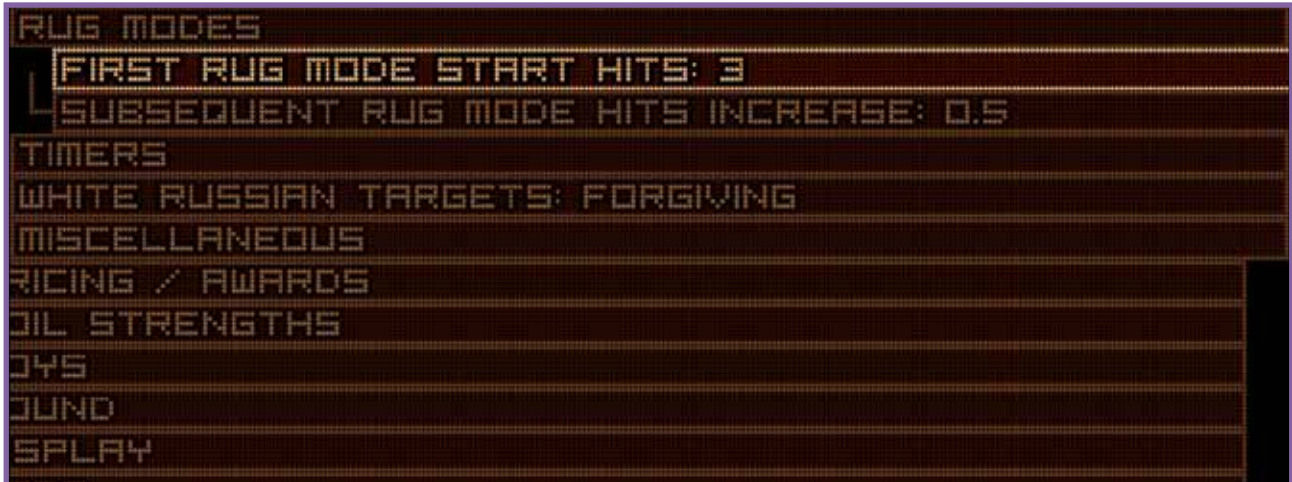 RUG MODES
FIRST RUG MODE START HITS: 3
SUBSEQUENT RUG MODE HITS INCREASE: 0.5
TIMERS
WHITE RUSSIAN TARGETS: FORGIVING
MISCELLANEOUS
RICING / AWARDS
OIL STRENGTHS
OYS
OUND
SPLAY